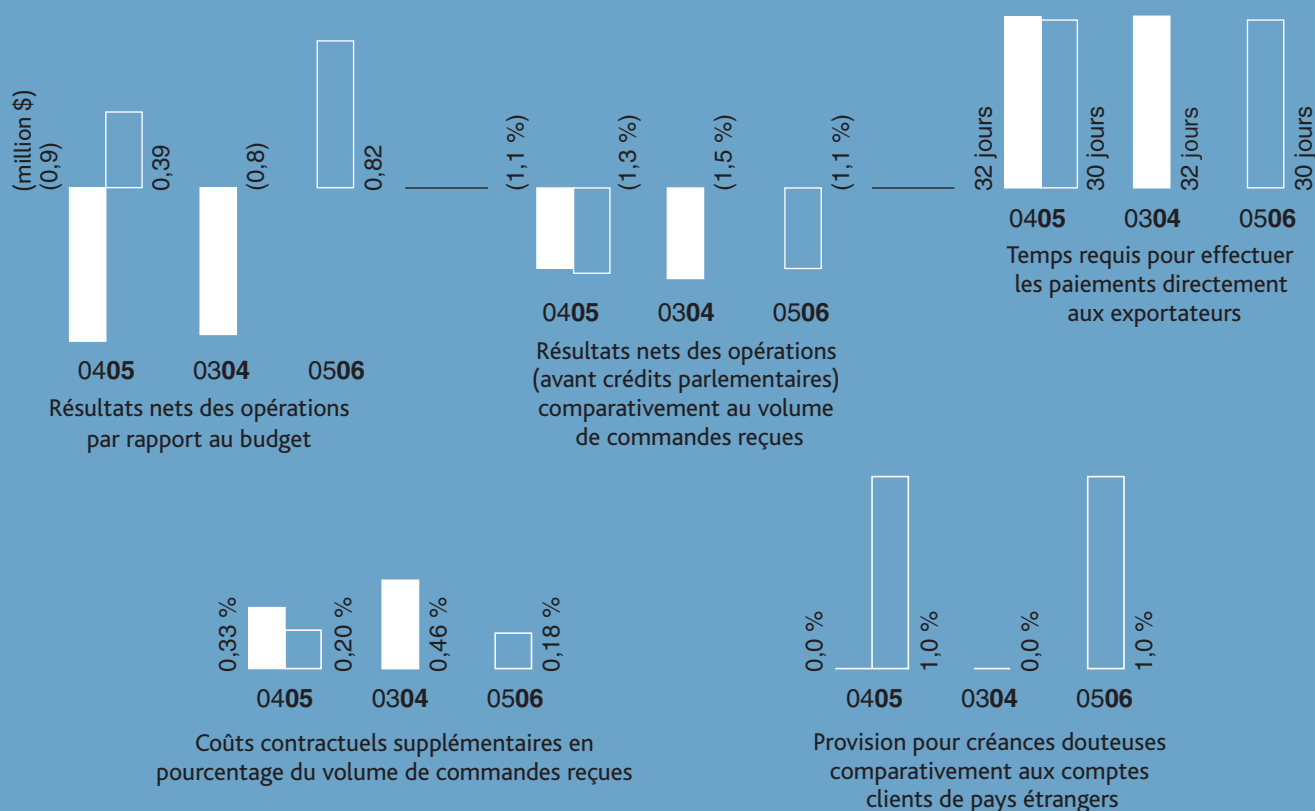 (million $)
(0,9)
0,39
(0,8)
0,82
0405 0304 0506
Résultats nets des opérations
par rapport au budget
(1,1 %)
(1,3 %)
(1,5 %)
(1,1 %)
0405 0304 0506
Résultats nets des opérations
(avant crédits parlementaires)
comparativement au volume
de commandes reçues
32 jours
30 jours
32 jours
30 jours
0405 0304 0506
Temps requis pour effectuer
les paiements directement
aux exportateurs
0,33 %
0,20 %
0,46 %
0,18 %
0405 0304 0506
Coûts contractuels supplémentaires en
pourcentage du volume de commandes reçues
0,0 %
1,0 %
0,0 %
1,0 %
0405 0304 0506
Provision pour créances douteuses
comparativement aux comptes
clients de pays étrangers